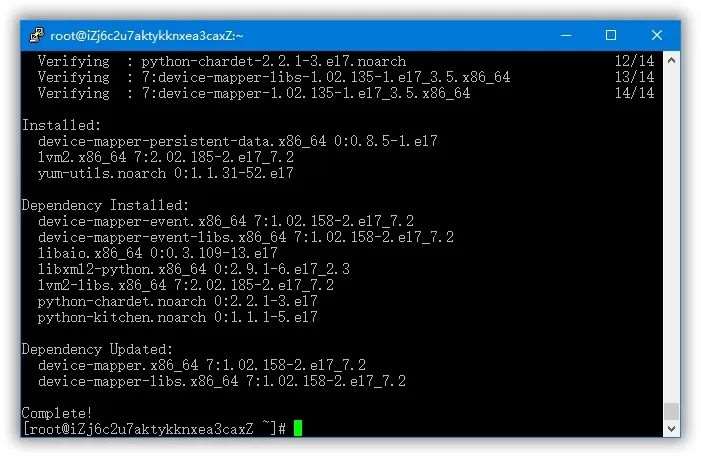 root@iZj6c2u7aktykknxea3caxZ:~
Verifying : python-chardet-2.2.1-3.el7.noarch 12/14
Verifying : 7:device-mapper-libs-1.02.135-1.el7_3.5.x86_64 13/14
Verifying : 7:device-mapper-1.02.135-1.el7_3.5.x86_64 14/14
Installed:
device-mapper-persistent-data.x86_64 0:0.8.5-1.el7
lvm2.x86_64 7:2.02.185-2.el7_7.2
yum-utils.noarch 0:1.1.31-52.el7
Dependency Installed:
device-mapper-event.x86_64 7:1.02.158-2.el7_7.2
device-mapper-event-libs.x86_64 7:1.02.158-2.el7_7.2
libaio.x86_64 0:0.3.109-13.el7
libxml2-python.x86_64 0:2.9.1-6.el7_2.3
lvm2-libs.x86_64 7:2.02.185-2.el7_7.2
python-chardet.noarch 0:2.2.1-3.el7
python-kitchen.noarch 0:1.1.1-5.el7
Dependency Updated:
device-mapper.x86_64 7:1.02.158-2.el7_7.2
device-mapper-libs.x86_64 7:1.02.158-2.el7_7.2
Complete!
[root@iZj6c2u7aktykknxea3caxZ ~]#